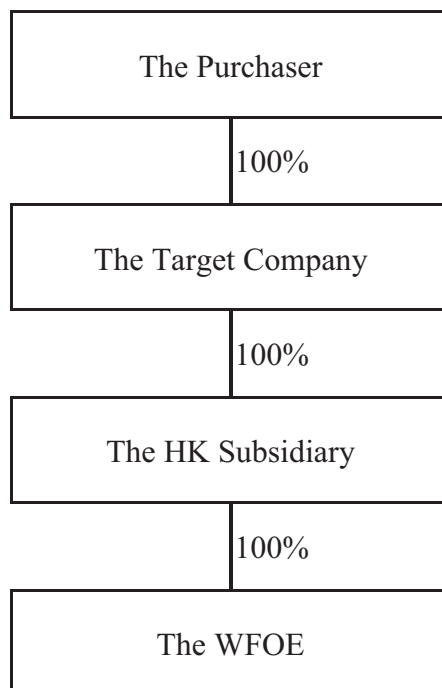 The Purchaser
100%
The Target Company
100%
The HK Subsidiary
100%
The WFOE